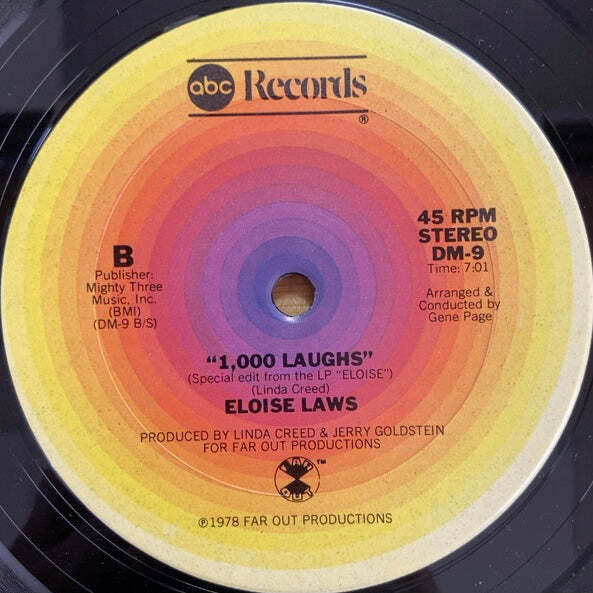 abc Records
®
B
Publisher:
Mighty Three
Music, Inc.
(BMI)
(DM-9 B/S)
45 RPM
STEREO
DM-9
Time: 7:01
Arranged &
Conducted by
Gene Page
"1,000 LAUGHS"
(Special edit from the LP "ELOISE")
(Linda Creed)
ELOISE LAWS
PRODUCED BY LINDA CREED & JERRY GOLDSTEIN
FOR FAR OUT PRODUCTIONS
FAR OUT ™
℗1978 FAR OUT PRODUCTIONS